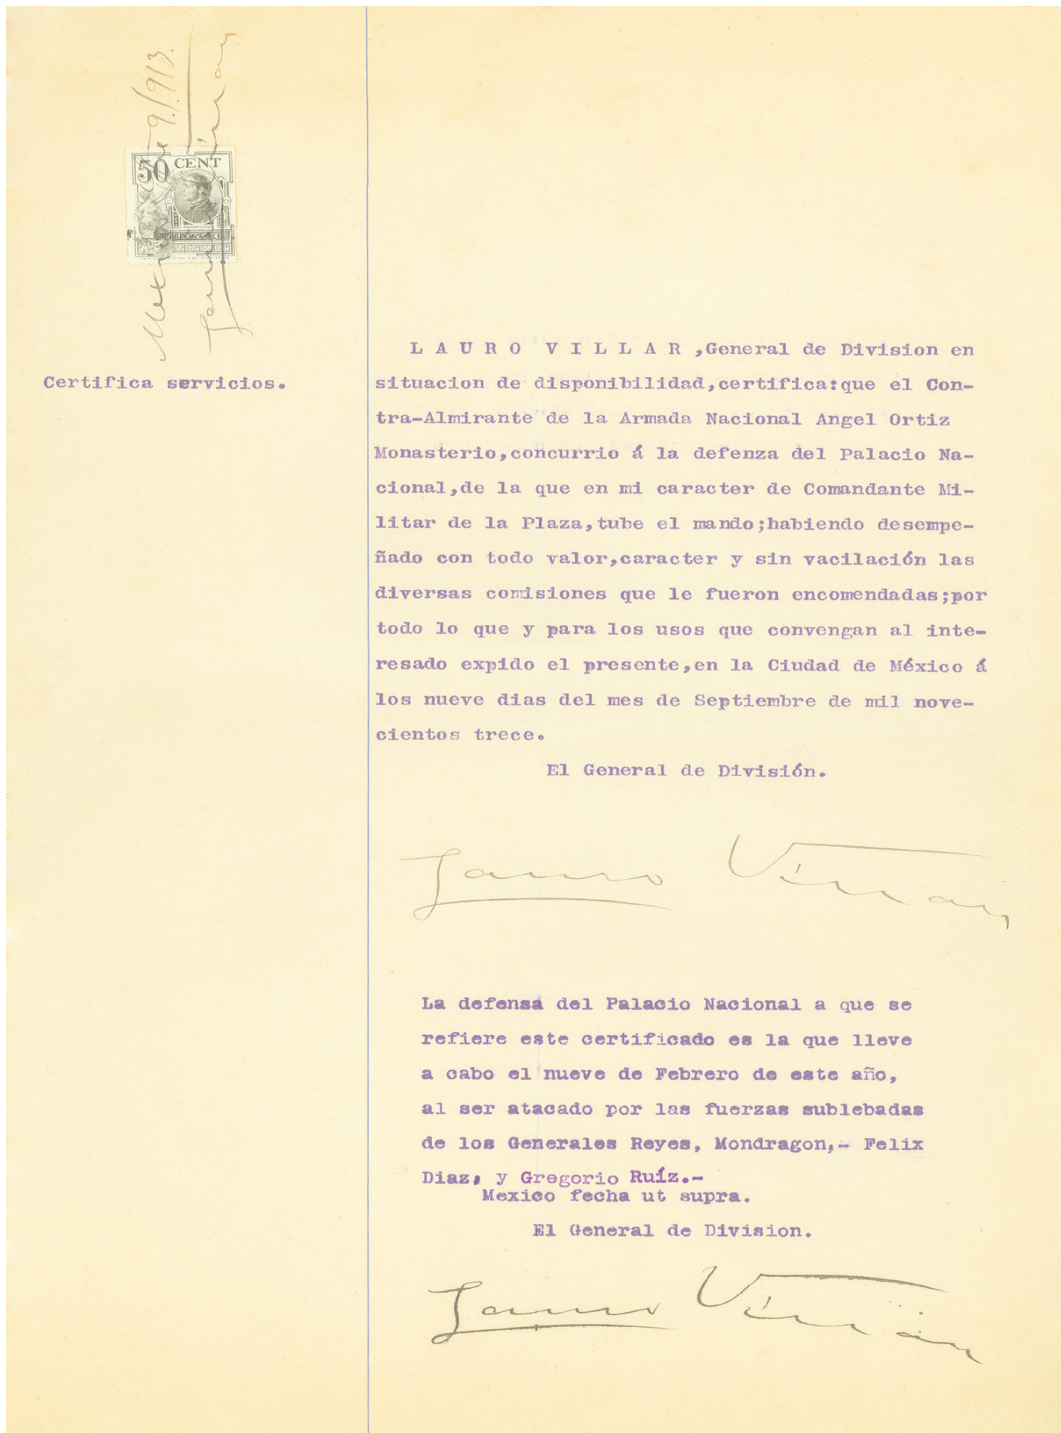 9/913.
50 CENT
Certifica servicios.
L A U R O  V I L L A R ,General de Division en
situacion de disponibilidad,certifica:que el Con-
tra-Almirante de la Armada Nacional Angel Ortiz
Monasterio,concurrio á la defenza del Palacio Na-
cional,de la que en mi caracter de Comandante Mi-
litar de la Plaza,tube el mando;habiendo desempe-
ñado con todo valor,caracter y sin vacilación las
diversas comisiones que le fueron encomendadas;por
todo lo que y para los usos que convengan al inte-
resado expido el presente,en la Ciudad de México á
los nueve dias del mes de Septiembre de mil nove-
cientos trece.
El General de División.
Lauro Villar
La defensa del Palacio Nacional a que se
refiere este certificado es la que lleve
a cabo el nueve de Febrero de este año,
al ser atacado por las fuerzas sublebadas
de los Generales Reyes, Mondragon,- Felix
Diaz, y Gregorio Ruíz.-
Mexico fecha ut supra.
El General de Division.
Lauro Villar